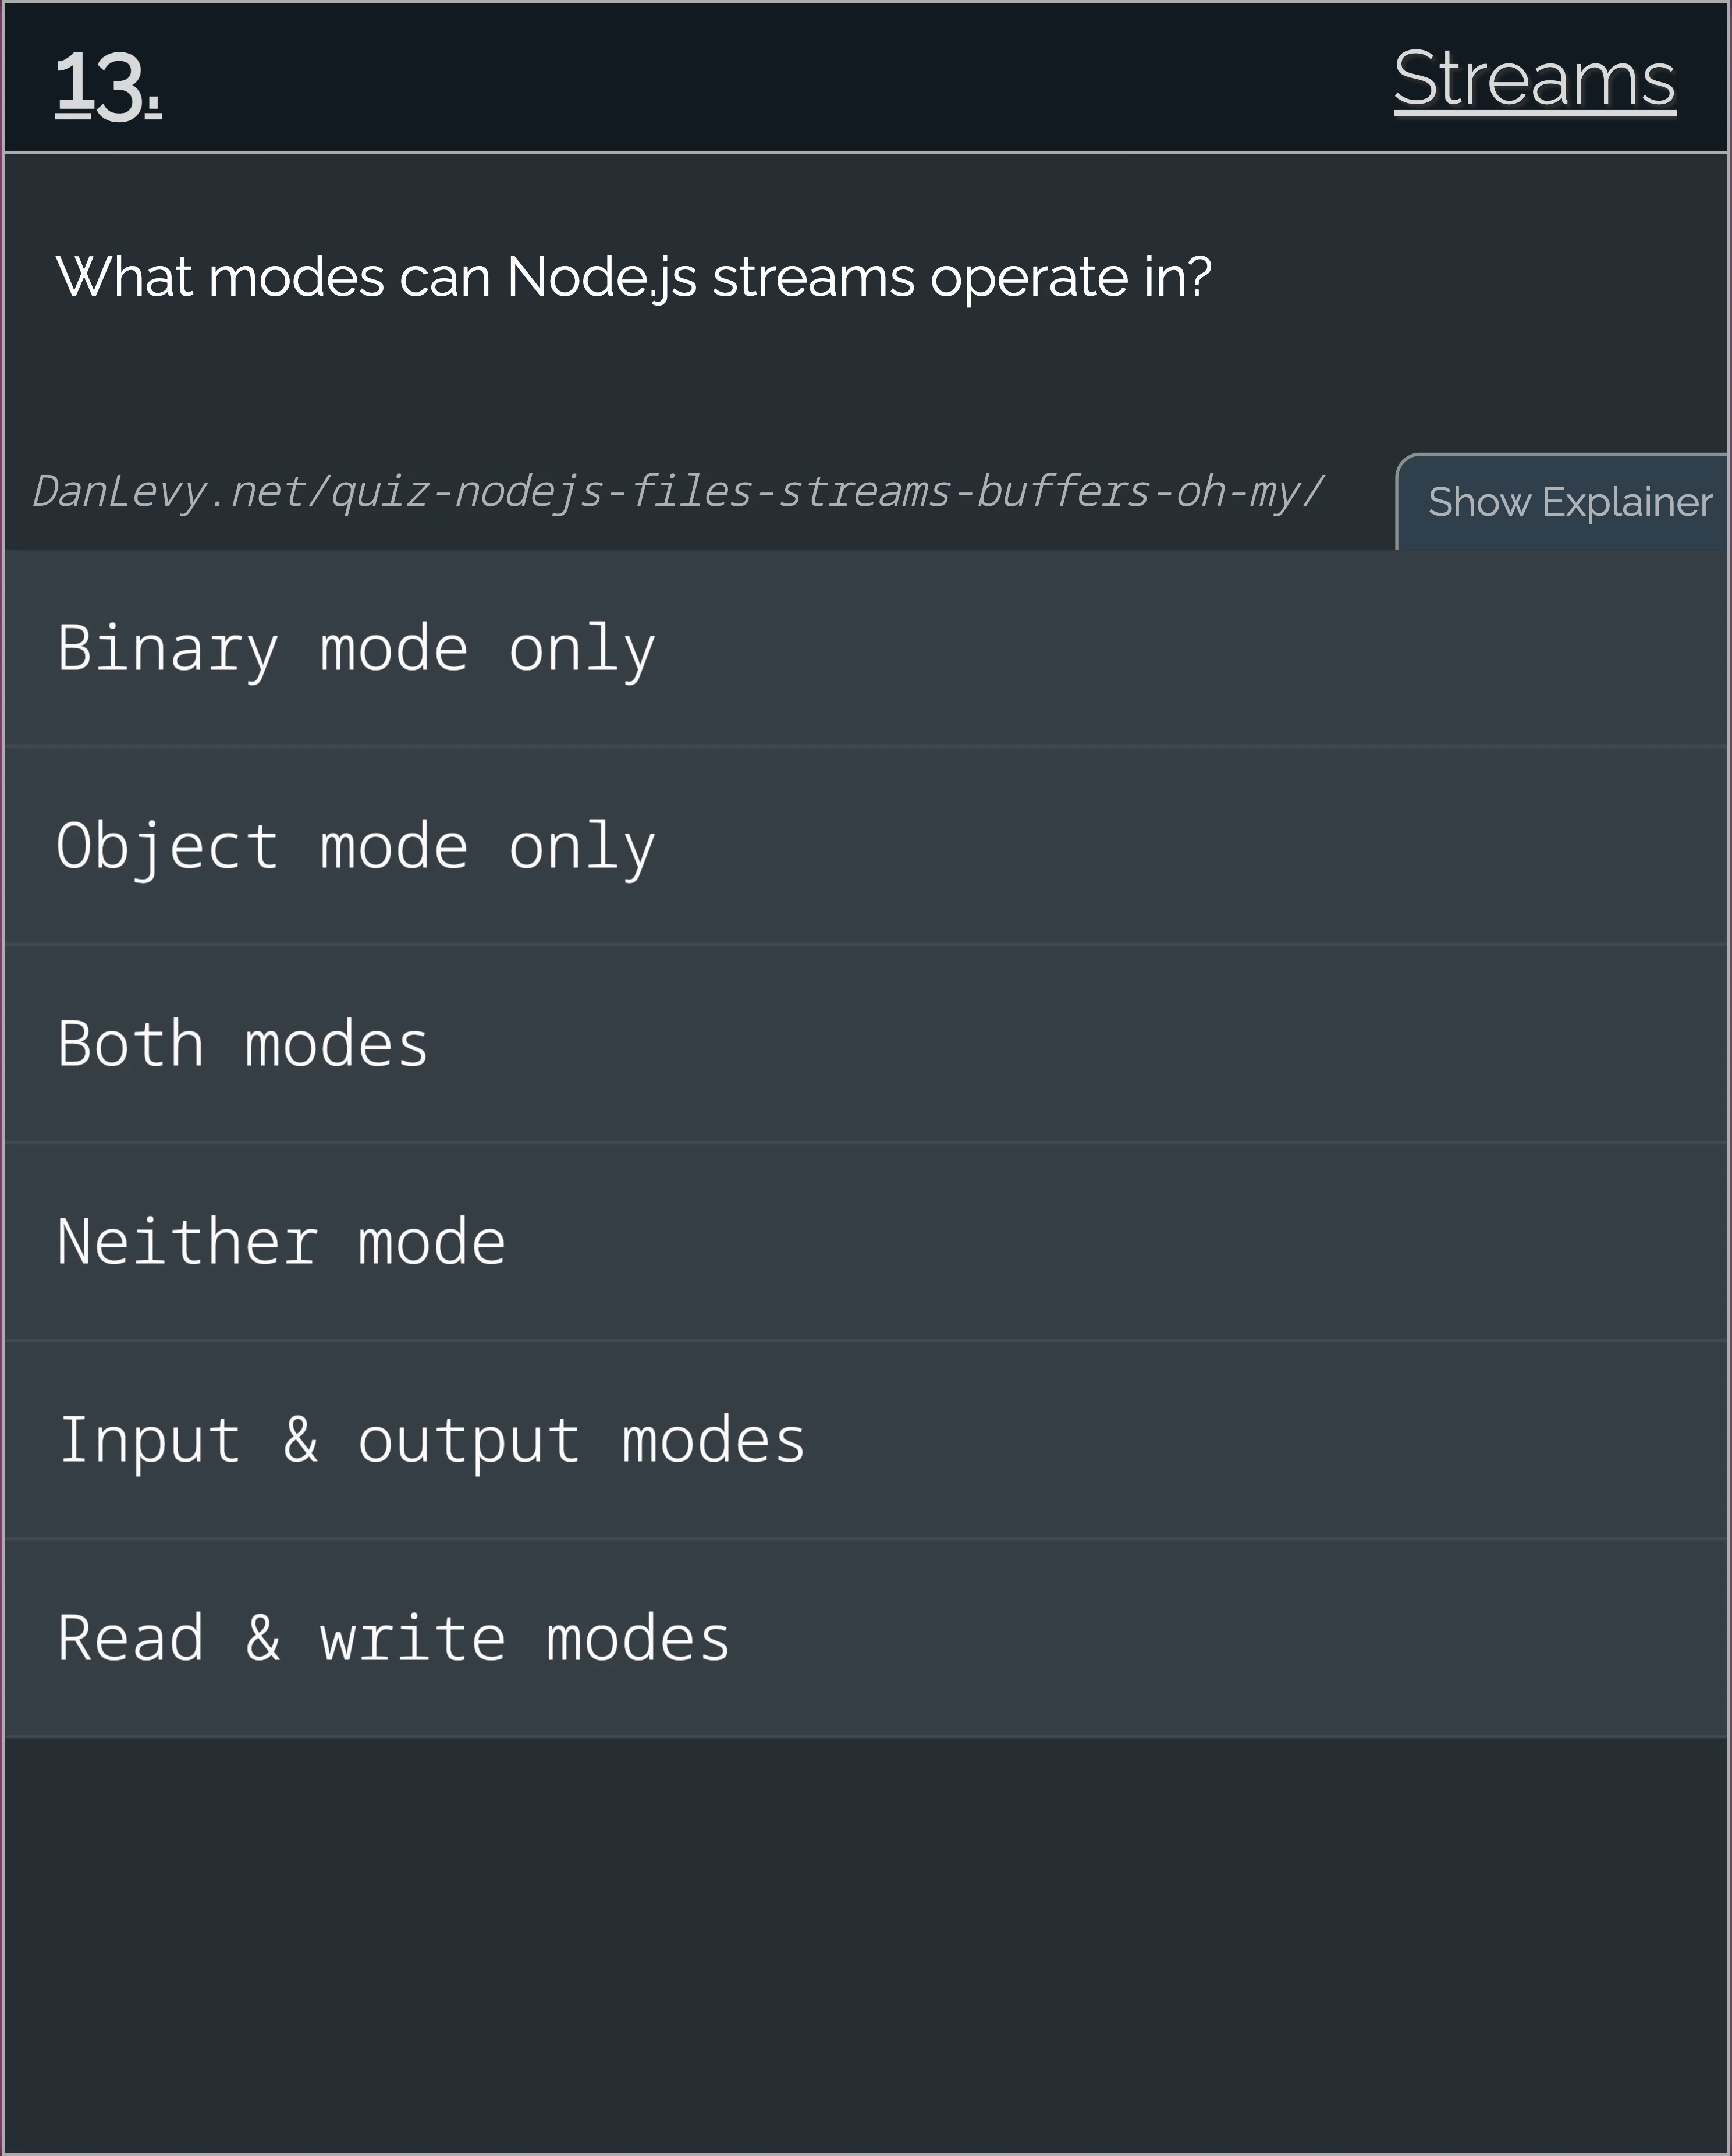 13.
Streams
What modes can Node.js streams operate in?
DanLevy.net/quiz-nodejs-files-streams-buffers-oh-my/
Show Explainer
Binary mode only
Object mode only
Both modes
Neither mode
Input & output modes
Read & write modes